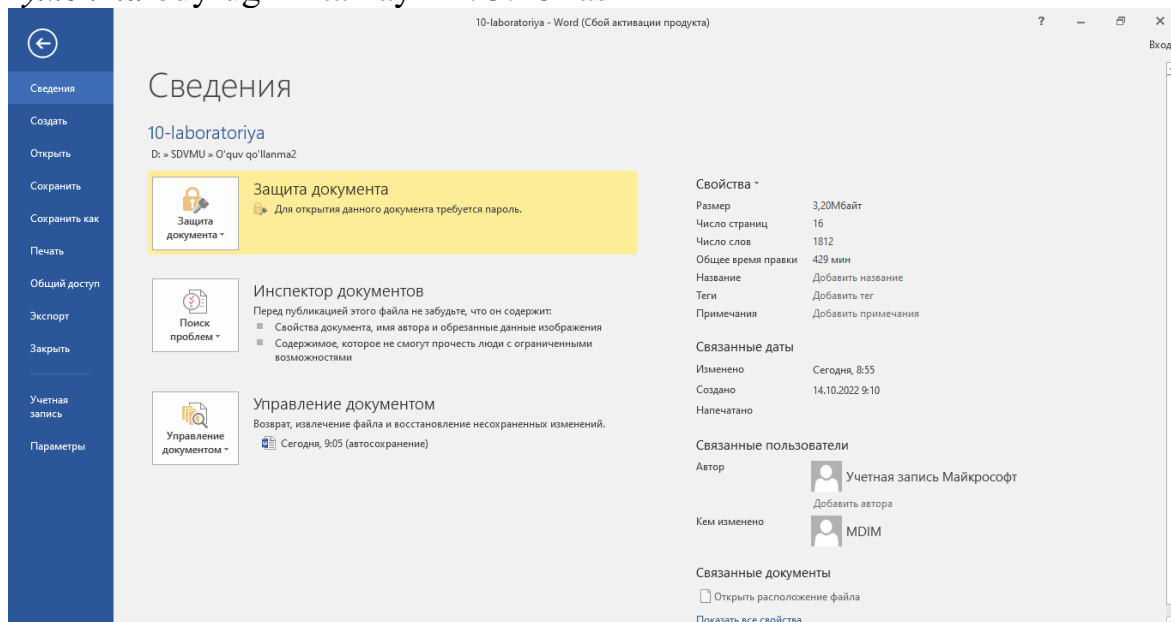 10-laboratoriya - Word (Сбой активации продукта)
?
Вход
Сведения
Создать
Открыть
Сохранить
Сохранить как
Печать
Общий доступ
Экспорт
Закрыть
Учетная
запись
Параметры
Сведения
10-laboratoriya
D: » SDVMU » O'quv qo'llanma2
Защита
документа
Защита документа
Для открытия данного документа требуется пароль.
Поиск
проблем
Инспектор документов
Перед публикацией этого файла не забудьте, что он содержит:
Свойства документа, имя автора и обрезанные данные изображения
Содержимое, которое не смогут прочесть люди с ограниченными
возможностями
Управление
документом
Управление документом
Возврат, извлечение файла и восстановление несохраненных изменений.
Сегодня, 9:05 (автосохранение)
Свойства
Размер 3,20Мбайт
Число страниц 16
Число слов 1812
Общее время правки 429 мин
Название Добавить название
Теги Добавить тег
Примечания Добавить примечания
Связанные даты
Изменено Сегодня, 8:55
Создано 14.10.2022 9:10
Напечатано
Связанные пользователи
Автор Учетная запись Майкрософт
Добавить автора
Кем изменено MDIM
Связанные документы
Открыть расположение файла
Показать все свойства